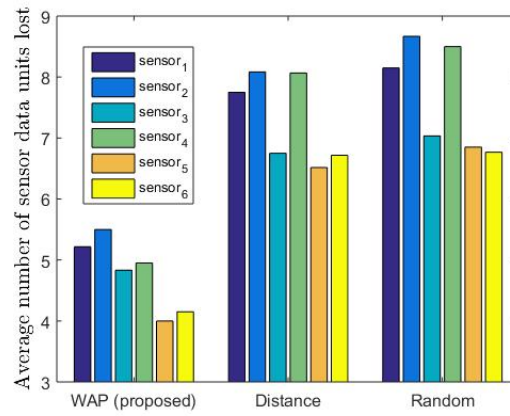 Average number of sensor data units lost
9
8
7
6
5
4
3
sensor1
sensor2
sensor3
sensor4
sensor5
sensor6
WAP (proposed) Distance Random